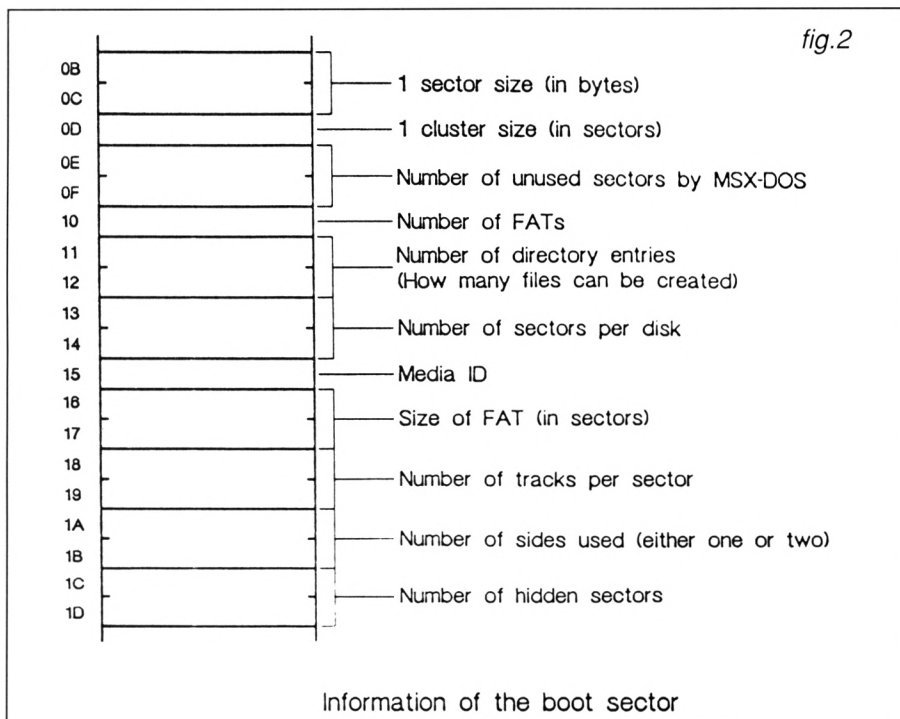 fig.2
0B
0C
1 sector size (in bytes)
0D
1 cluster size (in sectors)
0E
0F
Number of unused sectors by MSX-DOS
10
Number of FATs
11
12
Number of directory entries
(How many files can be created)
13
14
Number of sectors per disk
15
Media ID
16
17
Size of FAT (in sectors)
18
19
Number of tracks per sector
1A
1B
Number of sides used (either one or two)
1C
1D
Number of hidden sectors
Information of the boot sector